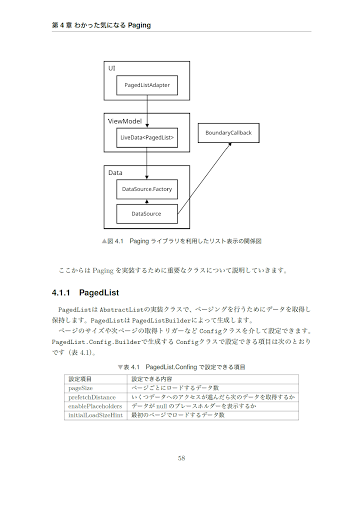 第 4 章 わかった気になる Paging
UI
PagedListAdapter
ViewModel
LiveData<PagedList>
BoundaryCallback
Data
DataSource.Factory
DataSource
▲図 4.1 Paging ライブラリを利用したリスト表示の関係図
ここからは Paging を実装するために重要なクラスについて説明していきます。
4.1.1 PagedList
PagedListは AbstractListの実装クラスで、ページングを行うためにデータを取得し
保持します。PagedListは PagedListBuilderによって生成します。
ページのサイズや次ページの取得トリガーなど Configクラスを介して設定できます。
PagedList.Config.Builderで生成する Configクラスで設定できる項目は次のとおり
です（表 4.1）。
▼表 4.1 PagedList.Config で設定できる項目
設定項目 設定できる内容
pageSize ページごとにロードするデータ数
prefetchDistance いくつデータへのアクセスが進んだら次のデータを取得するか
enablePlaceholders データが null のプレースホルダーを表示するか
initialLoadSizeHint 最初のページでロードするデータ数
58